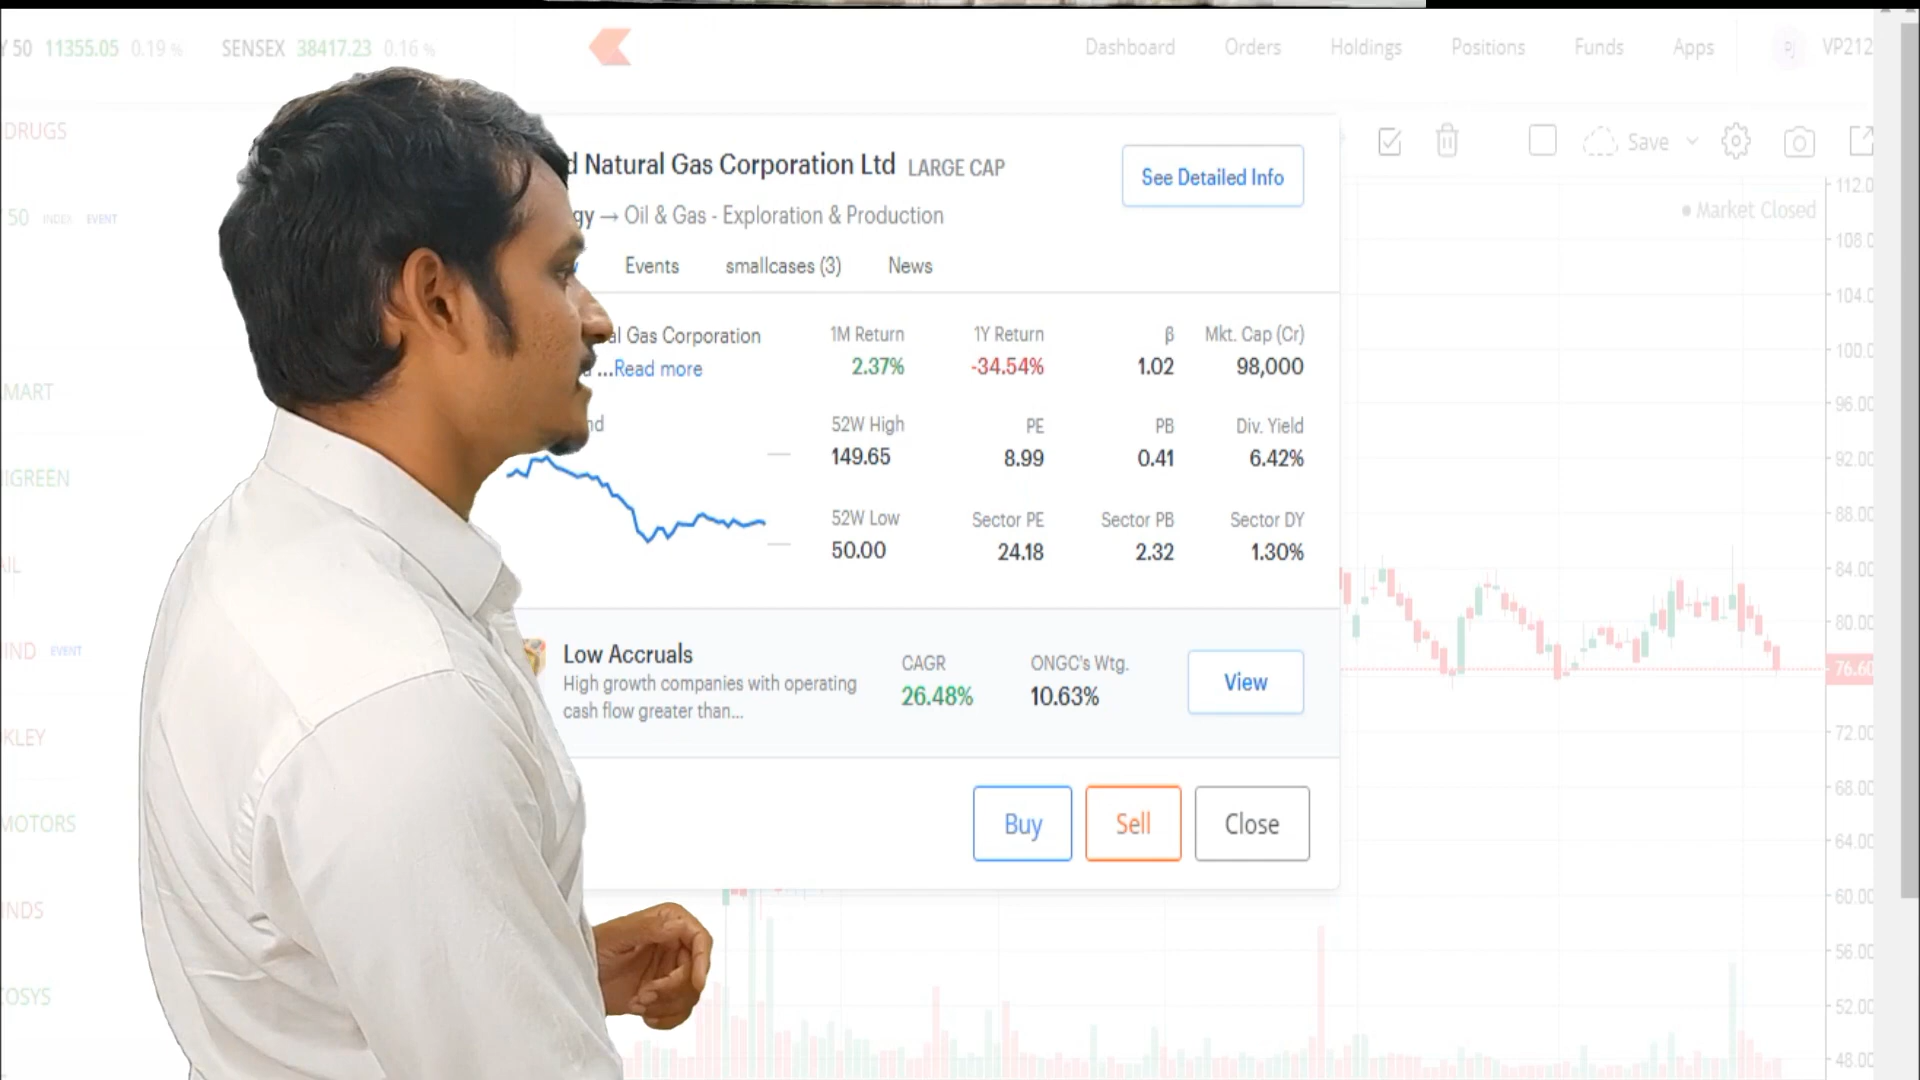 Y 50 11355.05 0.19 % SENSEX 38417.23 0.16 %
Dashboard Orders Holdings Positions Funds Apps PJ VP212
DRUGS
50 INDEX EVENT
MART
IGREEN
AIL
IND EVENT
KLEY
MOTORS
INDS
COSYS
d Natural Gas Corporation Ltd LARGE CAP
See Detailed Info
gy → Oil & Gas - Exploration & Production
Events smallcases (3) News
al Gas Corporation
...Read more
nd
1M Return 1Y Return β Mkt. Cap (Cr)
2.37% -34.54% 1.02 98,000
52W High PE PB Div. Yield
149.65 8.99 0.41 6.42%
52W Low Sector PE Sector PB Sector DY
50.00 24.18 2.32 1.30%
Low Accruals
High growth companies with operating
cash flow greater than...
CAGR ONGC's Wtg.
26.48% 10.63%
View
Buy Sell Close
Save
Market Closed
112.0
108.0
104.0
100.0
96.00
92.00
88.00
84.00
80.00
76.60
72.00
68.00
64.00
60.00
56.00
52.00
48.00